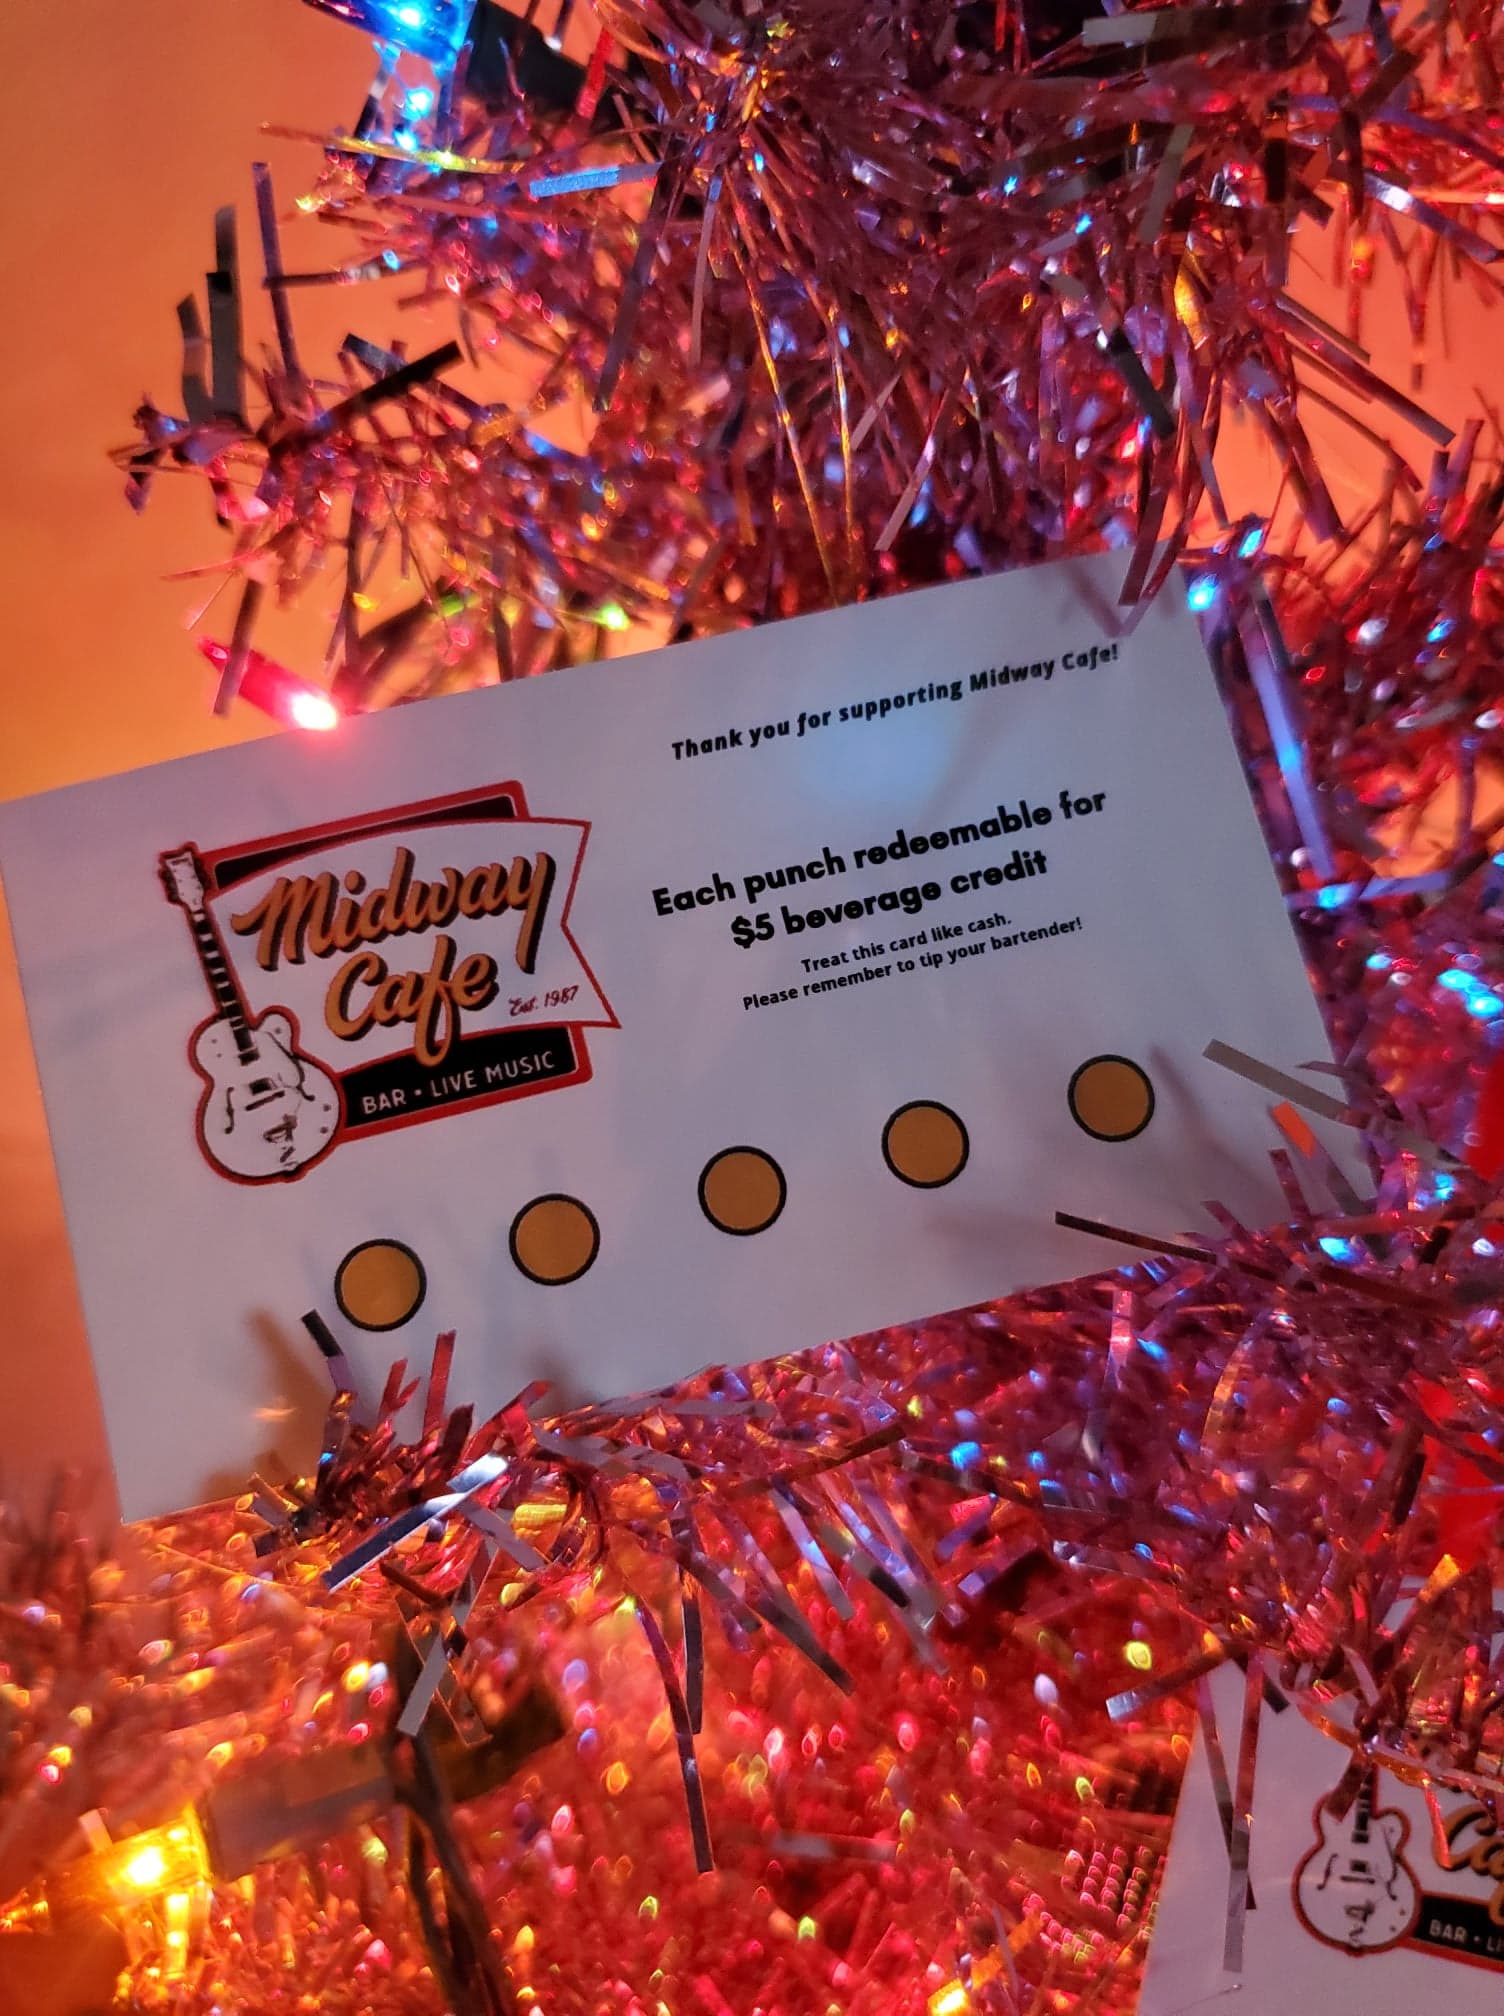 Thank you for supporting Midway Cafe!
Midway
Cafe
Est. 1987
BAR • LIVE MUSIC
Each punch redeemable for
$5 beverage credit
Treat this card like cash.
Please remember to tip your bartender!
BAR •